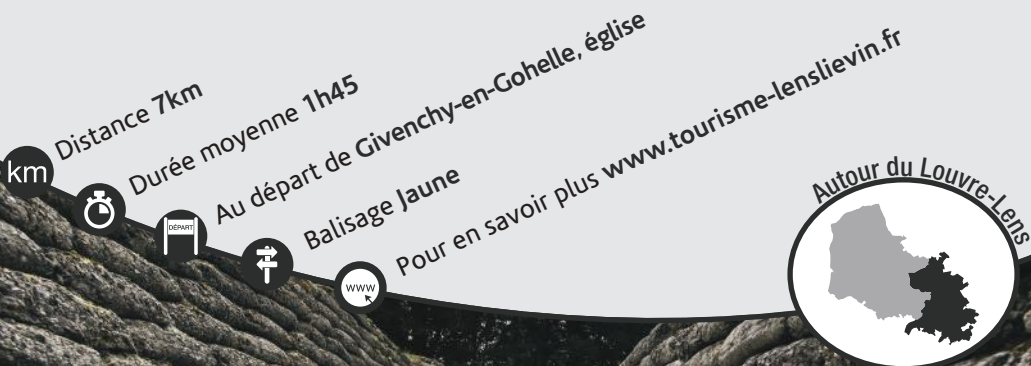 km
Distance 7km
Durée moyenne 1h45
DÉPART
Au départ de Givenchy-en-Gohelle, église
Balisage Jaune
www
Pour en savoir plus www.tourisme-lenslievin.fr
Autour du Louvre-Lens